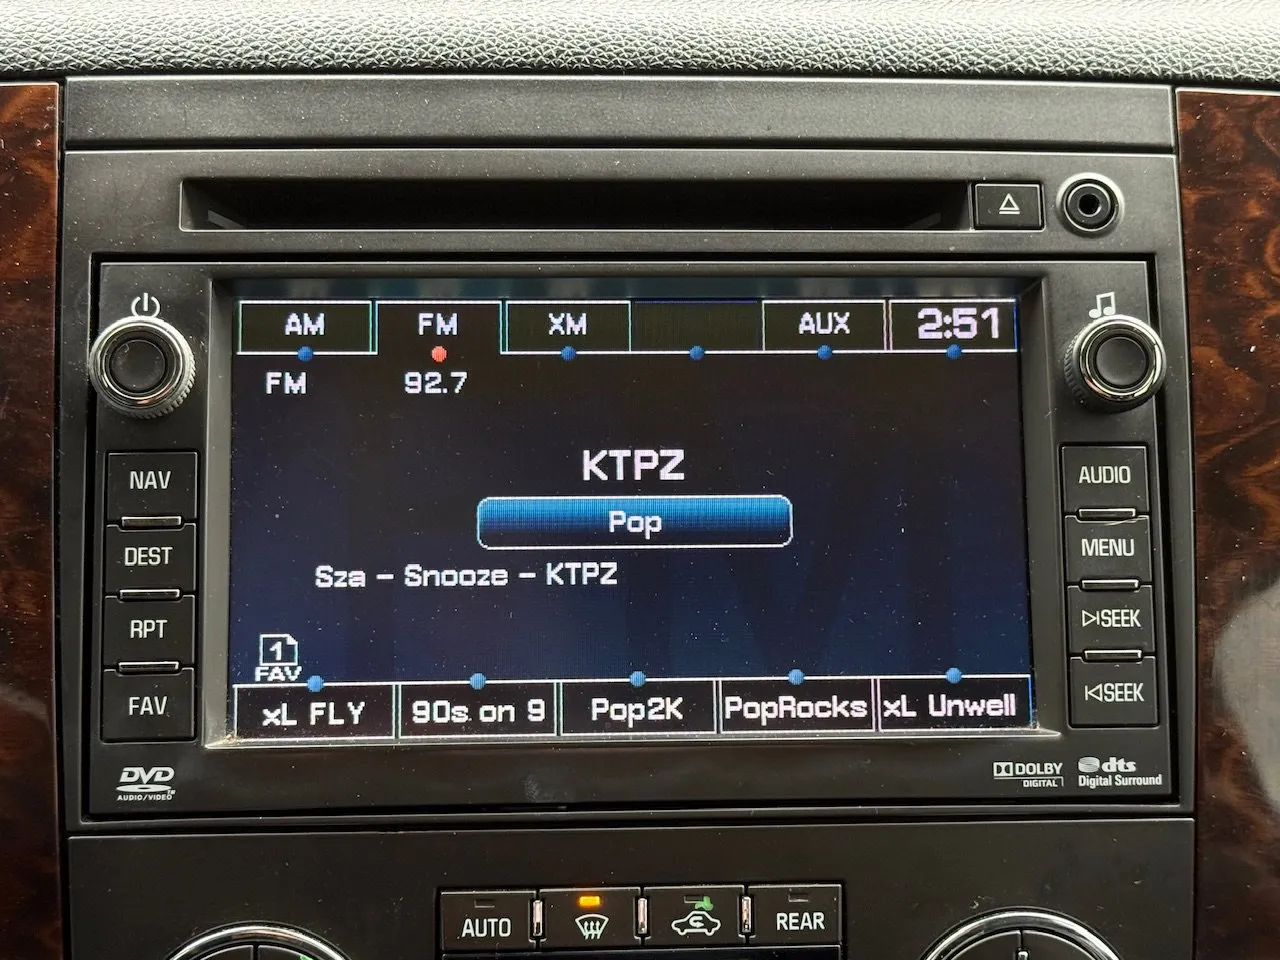 AM FM XM AUX 2:51
FM 92.7
KTPZ
Pop
Sza - Snooze - KTPZ
1
FAV
xL FLY 90s on 9 Pop2K PopRocks xL Unwell
NAV
DEST
RPT
FAV
AUDIO
MENU
SEEK
SEEK
DVD
AUDIO/VIDEO™
DOLBY
DIGITAL
dts
Digital Surround
AUTO REAR